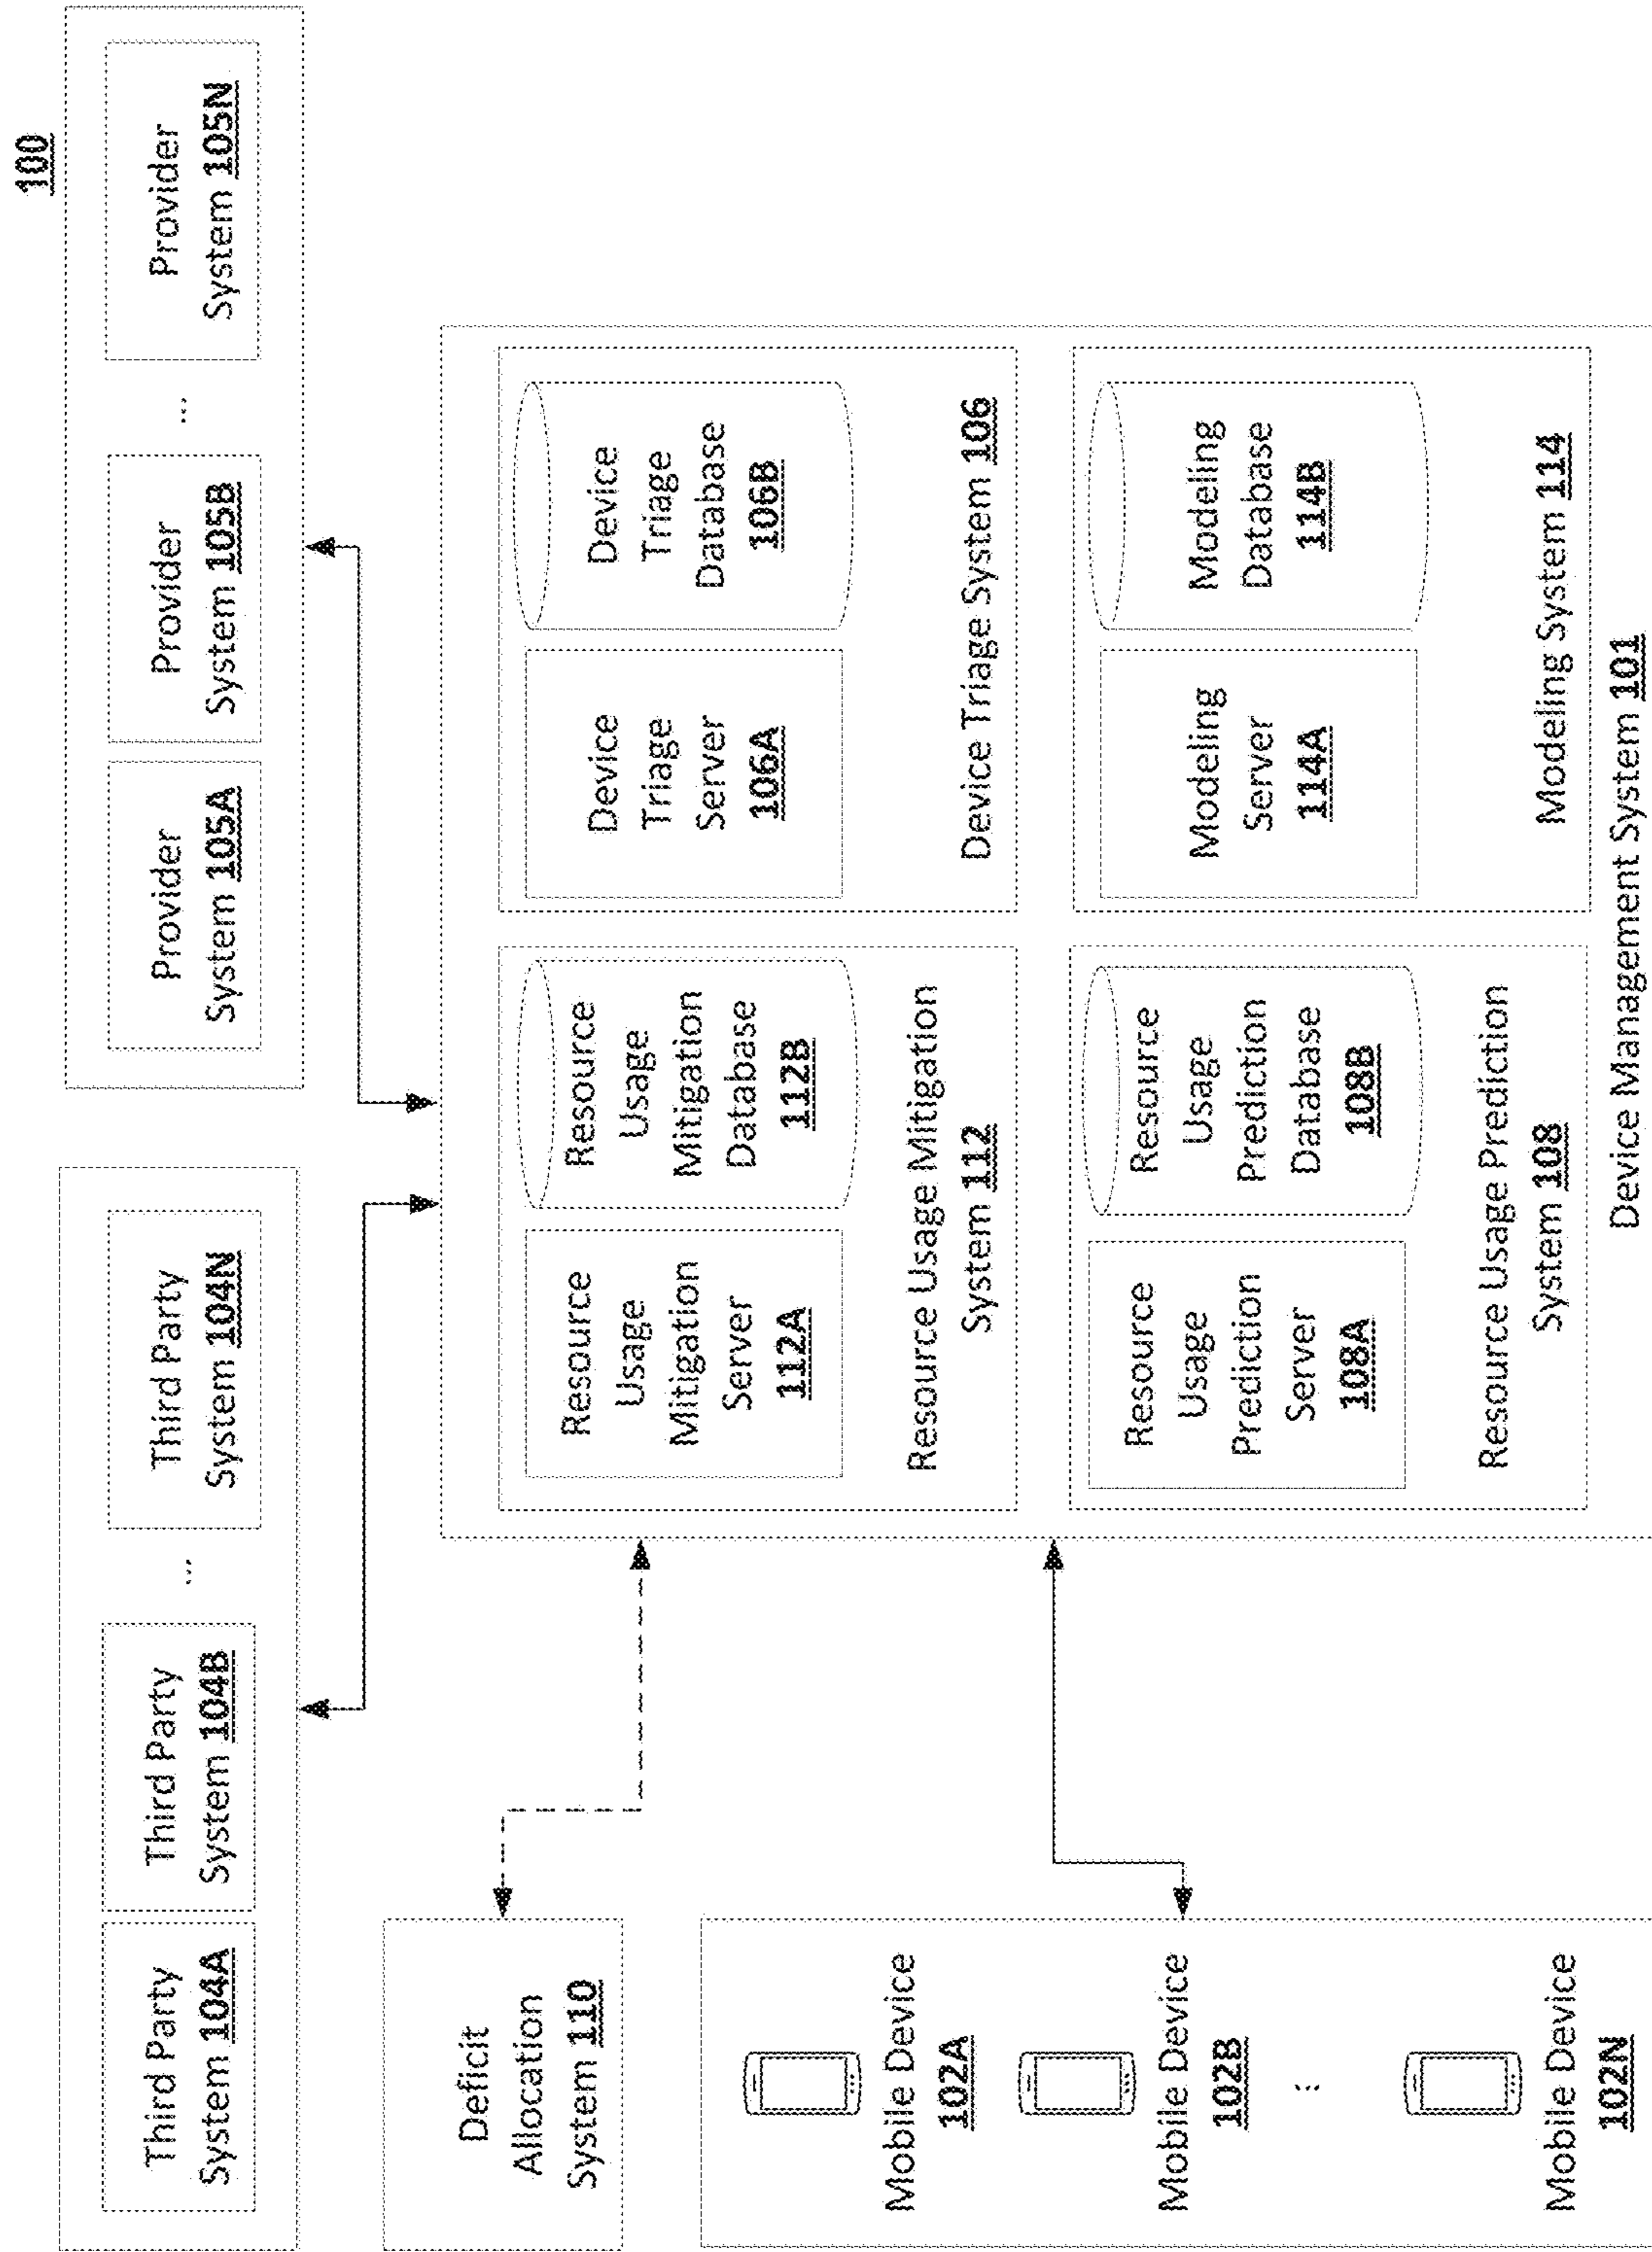 100
Third Party
System 104A
Third Party
System 104B
...
Third Party
System 104N
Provider
System 105A
Provider
System 105B
...
Provider
System 105N
Deficit
Allocation
System 110
Mobile Device
102A
Mobile Device
102B
...
Mobile Device
102N
Resource
Usage
Mitigation
Server
112A
Resource
Usage
Mitigation
Database
112B
Resource Usage Mitigation
System 112
Device
Triage
Server
106A
Device
Triage
Database
106B
Device Triage System 106
Resource
Usage
Prediction
Server
108A
Resource
Usage
Prediction
Database
108B
Resource Usage Prediction
System 108
Modeling
Server
114A
Modeling
Database
114B
Modeling System 114
Device Management System 101